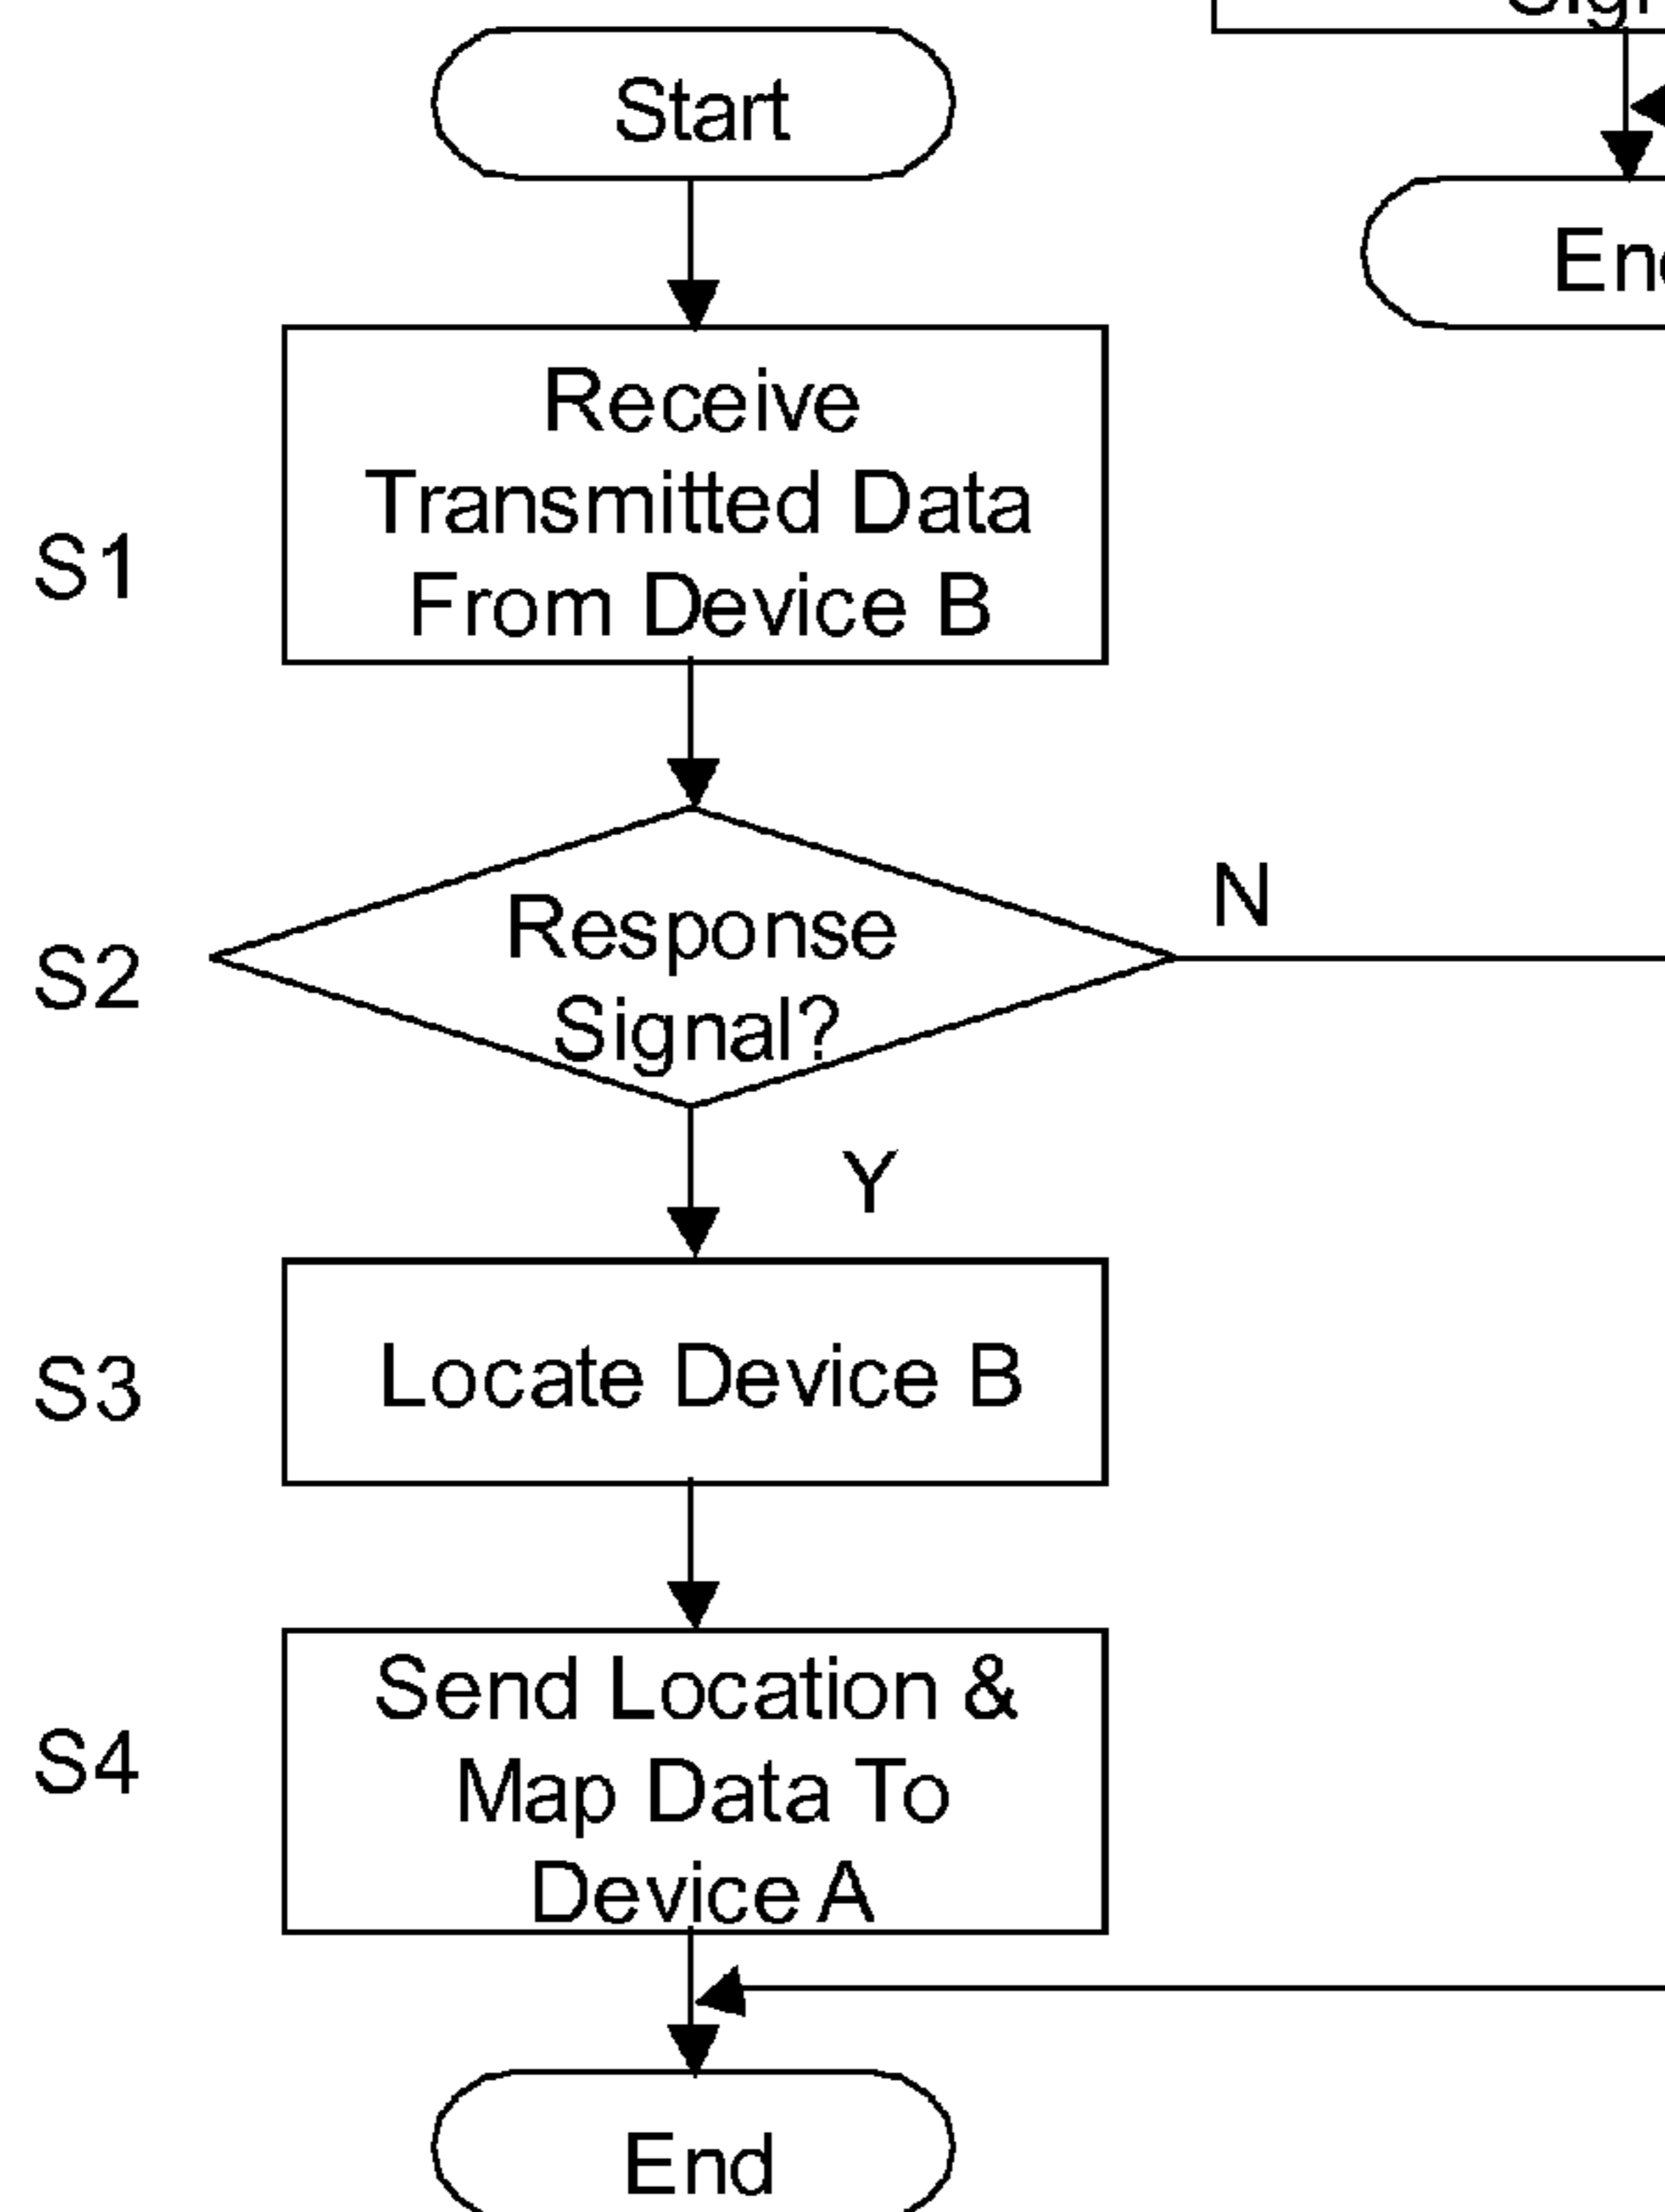 Start
Receive
Transmitted Data
From Device B
S1
Response
Signal?
N
S2
Y
Locate Device B
S3
Send Location &
Map Data To
Device A
S4
End